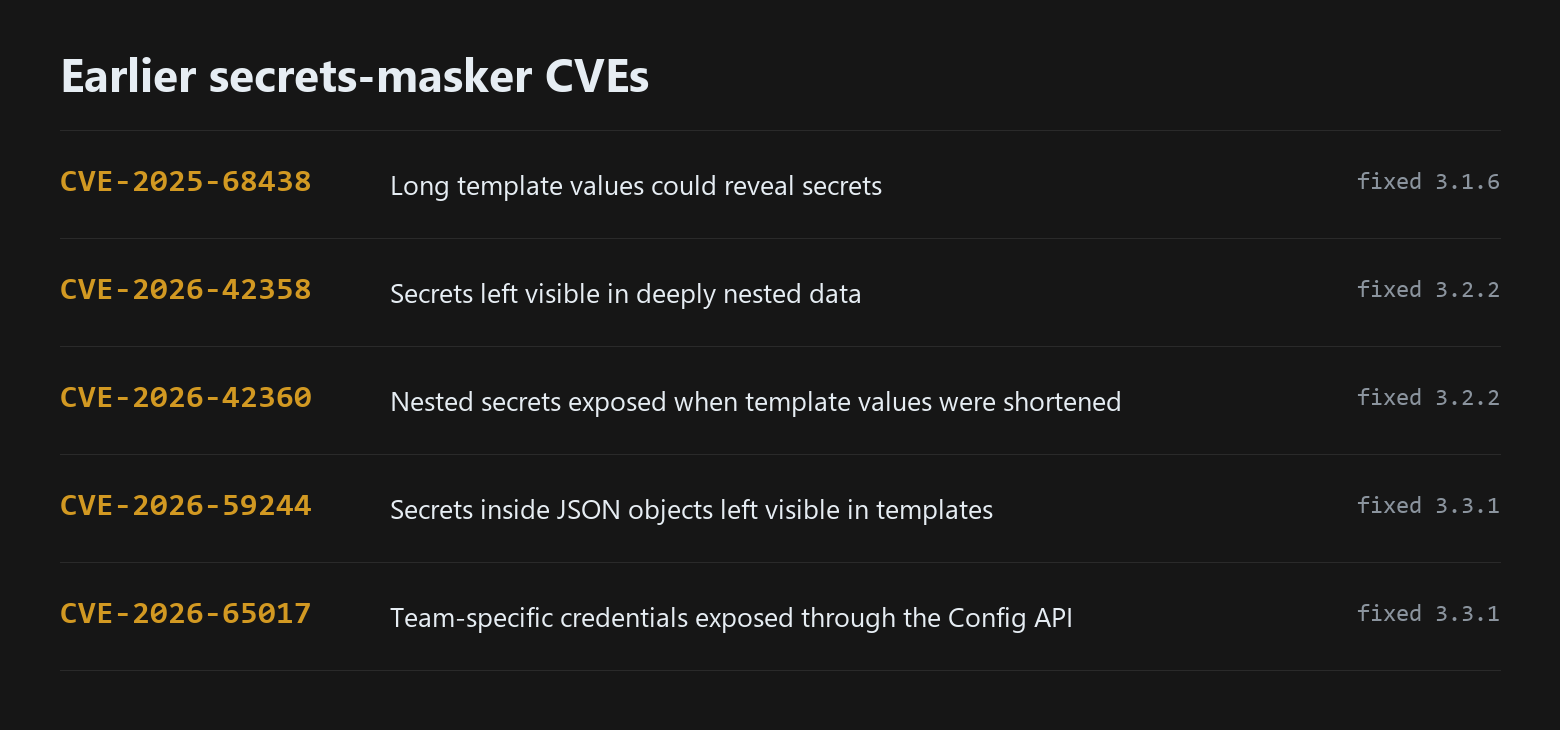 Earlier secrets-masker CVEs
CVE-2025-68438 Long template values could reveal secrets fixed 3.1.6
CVE-2026-42358 Secrets left visible in deeply nested data fixed 3.2.2
CVE-2026-42360 Nested secrets exposed when template values were shortened fixed 3.2.2
CVE-2026-59244 Secrets inside JSON objects left visible in templates fixed 3.3.1
CVE-2026-65017 Team-specific credentials exposed through the Config API fixed 3.3.1